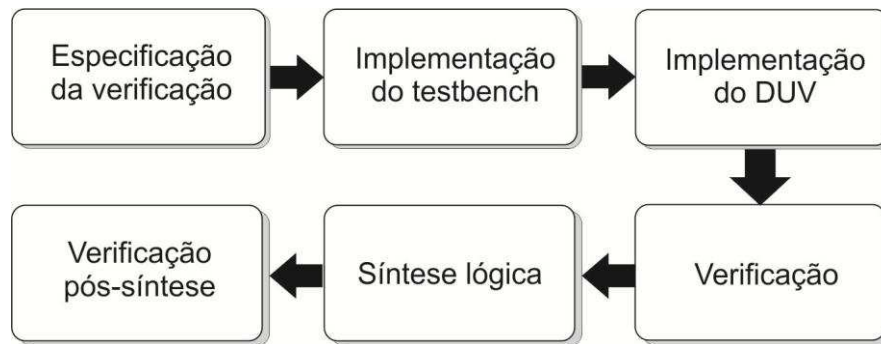 Especificação
da verificação
Implementação
do testbench
Implementação
do DUV
Verificação
Síntese lógica
Verificação
pós-síntese